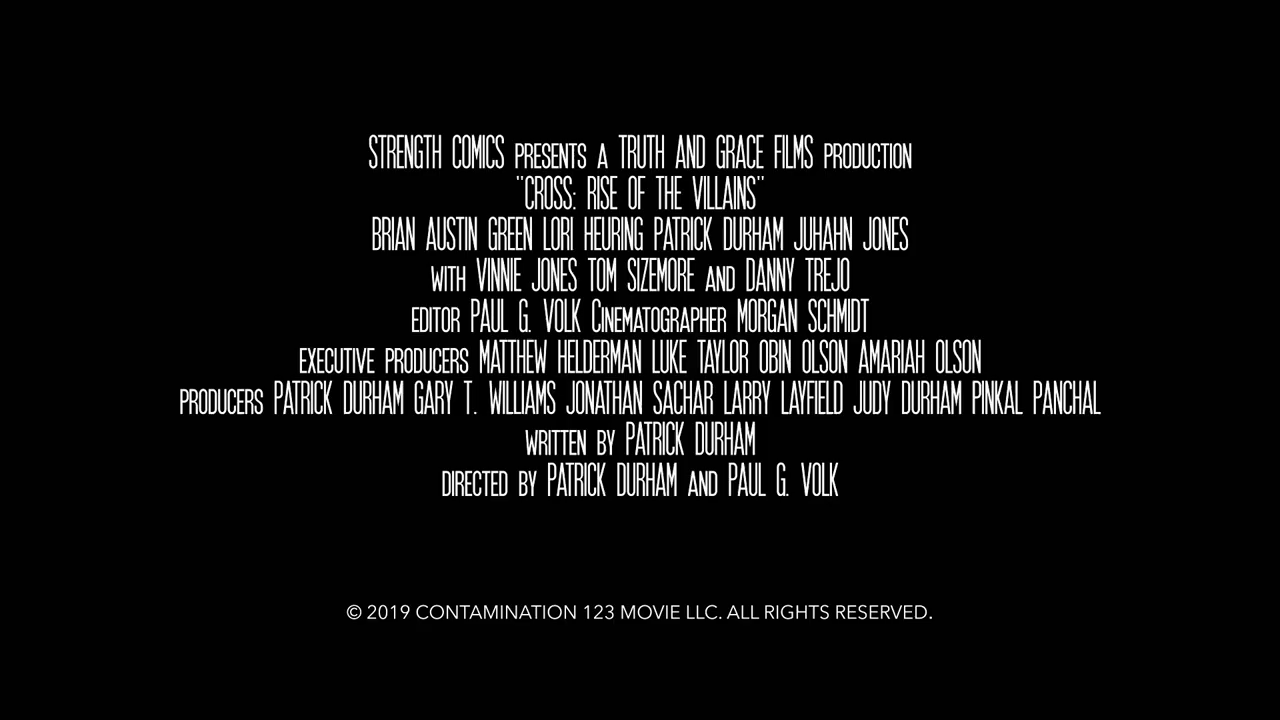 STRENGTH COMICS PRESENTS A TRUTH AND GRACE FILMS PRODUCTION
"CROSS: RISE OF THE VILLAINS"
BRIAN AUSTIN GREEN LORI HEURING PATRICK DURHAM JUHAHN JONES
WITH VINNIE JONES TOM SIZEMORE AND DANNY TREJO
EDITOR PAUL G. VOLK CINEMATOGRAPHER MORGAN SCHMIDT
EXECUTIVE PRODUCERS MATTHEW HELDERMAN LUKE TAYLOR OBIN OLSON AMARIAH OLSON
PRODUCERS PATRICK DURHAM GARY T. WILLIAMS JONATHAN SACHAR LARRY LAYFIELD JUDY DURHAM PINKAL PANCHAL
WRITTEN BY PATRICK DURHAM
DIRECTED BY PATRICK DURHAM AND PAUL G. VOLK
© 2019 CONTAMINATION 123 MOVIE LLC. ALL RIGHTS RESERVED.